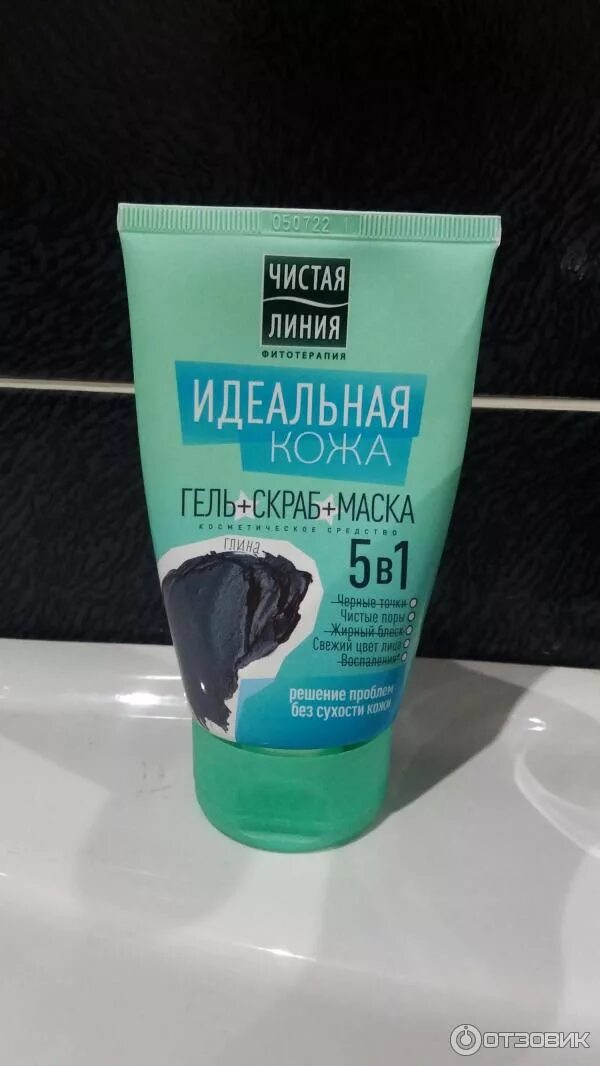 050722 1
ЧИСТАЯ
ЛИНИЯ
ФИТОТЕРАПИЯ
ИДЕАЛЬНАЯ
КОЖА
ГЕЛЬ+СКРАБ+МАСКА
КОСМЕТИЧЕСКОЕ СРЕДСТВО
глина
5в1
Черные точки
Чистые поры
Жирный блеск
Свежий цвет лица
Воспаления*
решение проблем
без сухости кожи
ОТЗОВИК